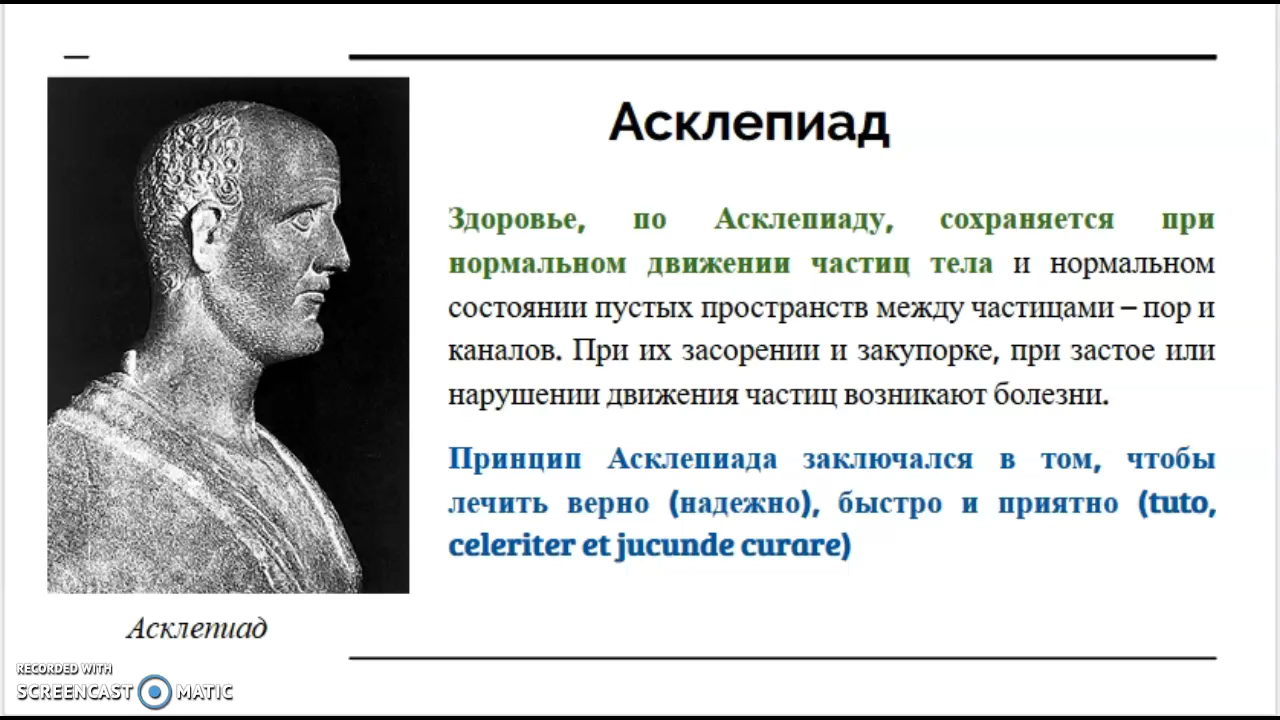 Асклепиад
Здоровье, по Асклепиаду, сохраняется при
нормальном движении частиц тела и нормальном
состоянии пустых пространств между частицами – пор и
каналов. При их засорении и закупорке, при застое или
нарушении движения частиц возникают болезни.
Принцип Асклепиада заключался в том, чтобы
лечить верно (надежно), быстро и приятно (tuto,
celeriter et jucunde curare)
Асклепиад
RECORDED WITH
SCREENCAST MATIC